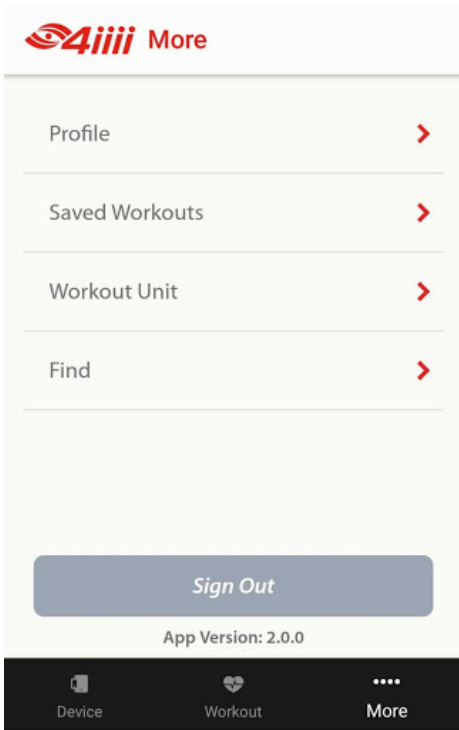 4iiii More
Profile
Saved Workouts
Workout Unit
Find
Sign Out
App Version: 2.0.0
Device Workout More